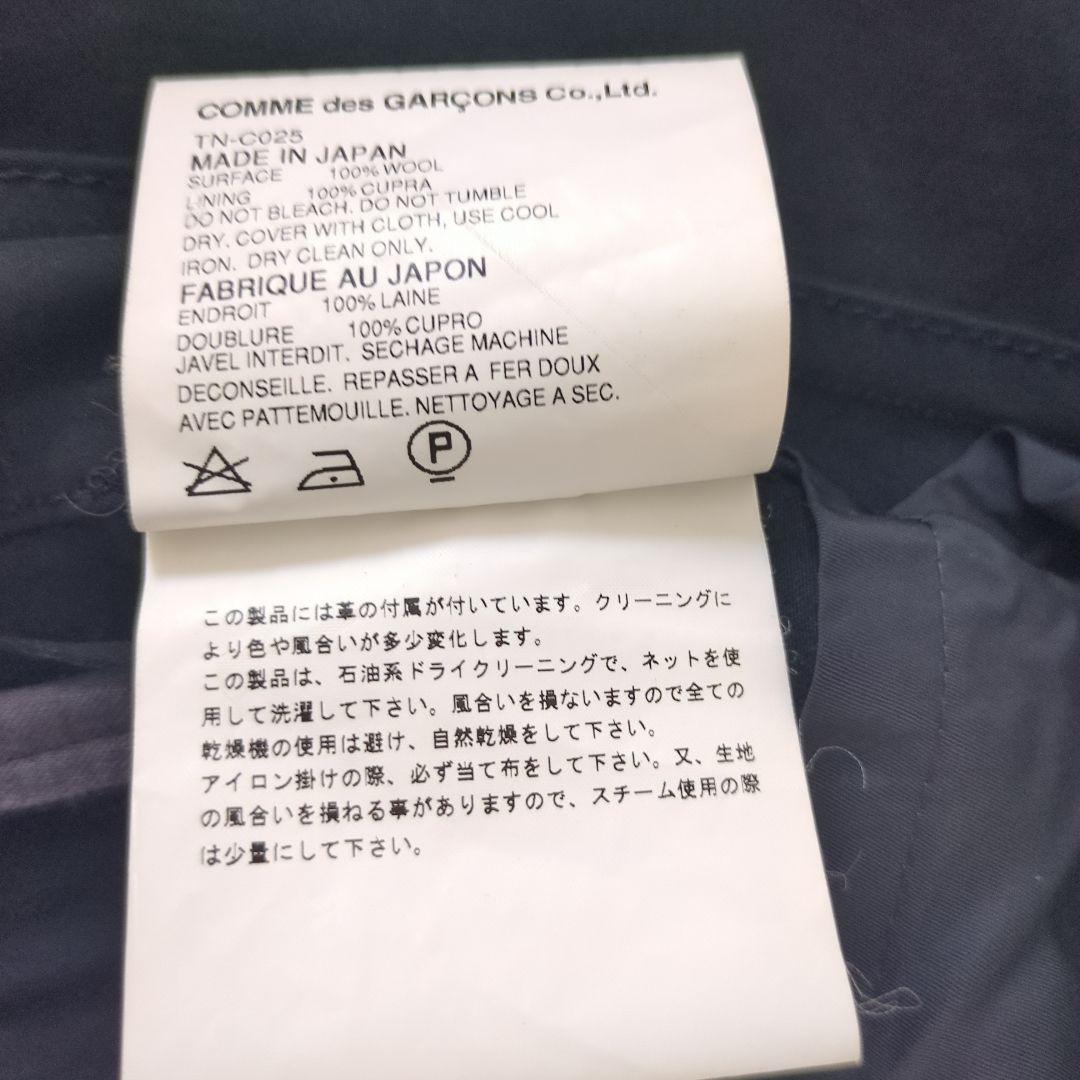 COMME des GARÇONS Co.,Ltd.
TN-C025
MADE IN JAPAN
SURFACE 100% WOOL
LINING 100% CUPRA
DO NOT BLEACH. DO NOT TUMBLE
DRY. COVER WITH CLOTH, USE COOL
IRON. DRY CLEAN ONLY.
FABRIQUE AU JAPON
ENDROIT 100% LAINE
DOUBLURE 100% CUPRO
JAVEL INTERDIT. SECHAGE MACHINE
DECONSEILLE. REPASSER A FER DOUX
AVEC PATTEMOUILLE. NETTOYAGE A SEC.
P
この製品には革の付属が付いています。クリーニングに
より色や風合いが多少変化します。
この製品は、石油系ドライクリーニングで、ネットを使
用して洗濯して下さい。風合いを損ないますので全ての
乾燥機の使用は避け、自然乾燥をして下さい。
アイロン掛けの際、必ず当て布をして下さい。又、生地
の風合いを損ねる事がありますので、スチーム使用の際
は少量にして下さい。